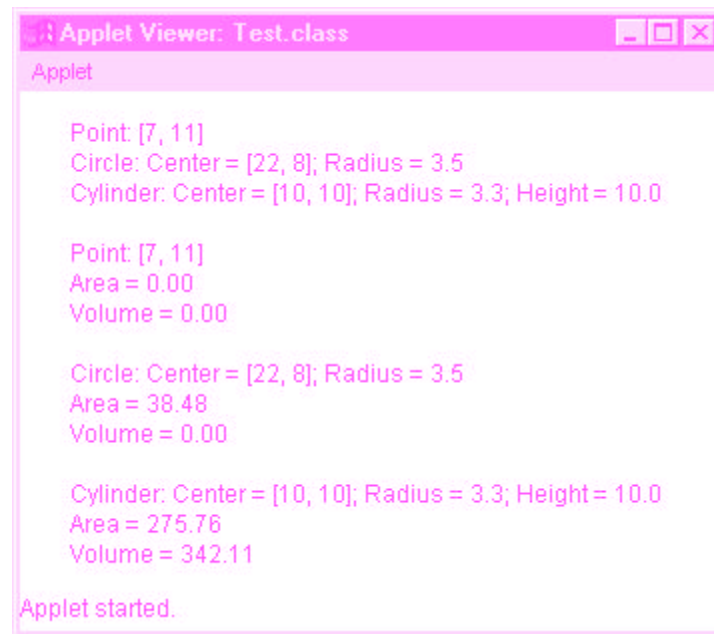 Applet Viewer: Test.class
Applet
Point: [7, 11]
Circle: Center = [22, 8]; Radius = 3.5
Cylinder: Center = [10, 10]; Radius = 3.3; Height = 10.0
Point: [7, 11]
Area = 0.00
Volume = 0.00
Circle: Center = [22, 8]; Radius = 3.5
Area = 38.48
Volume = 0.00
Cylinder: Center = [10, 10]; Radius = 3.3; Height = 10.0
Area = 275.76
Volume = 342.11
Applet started.